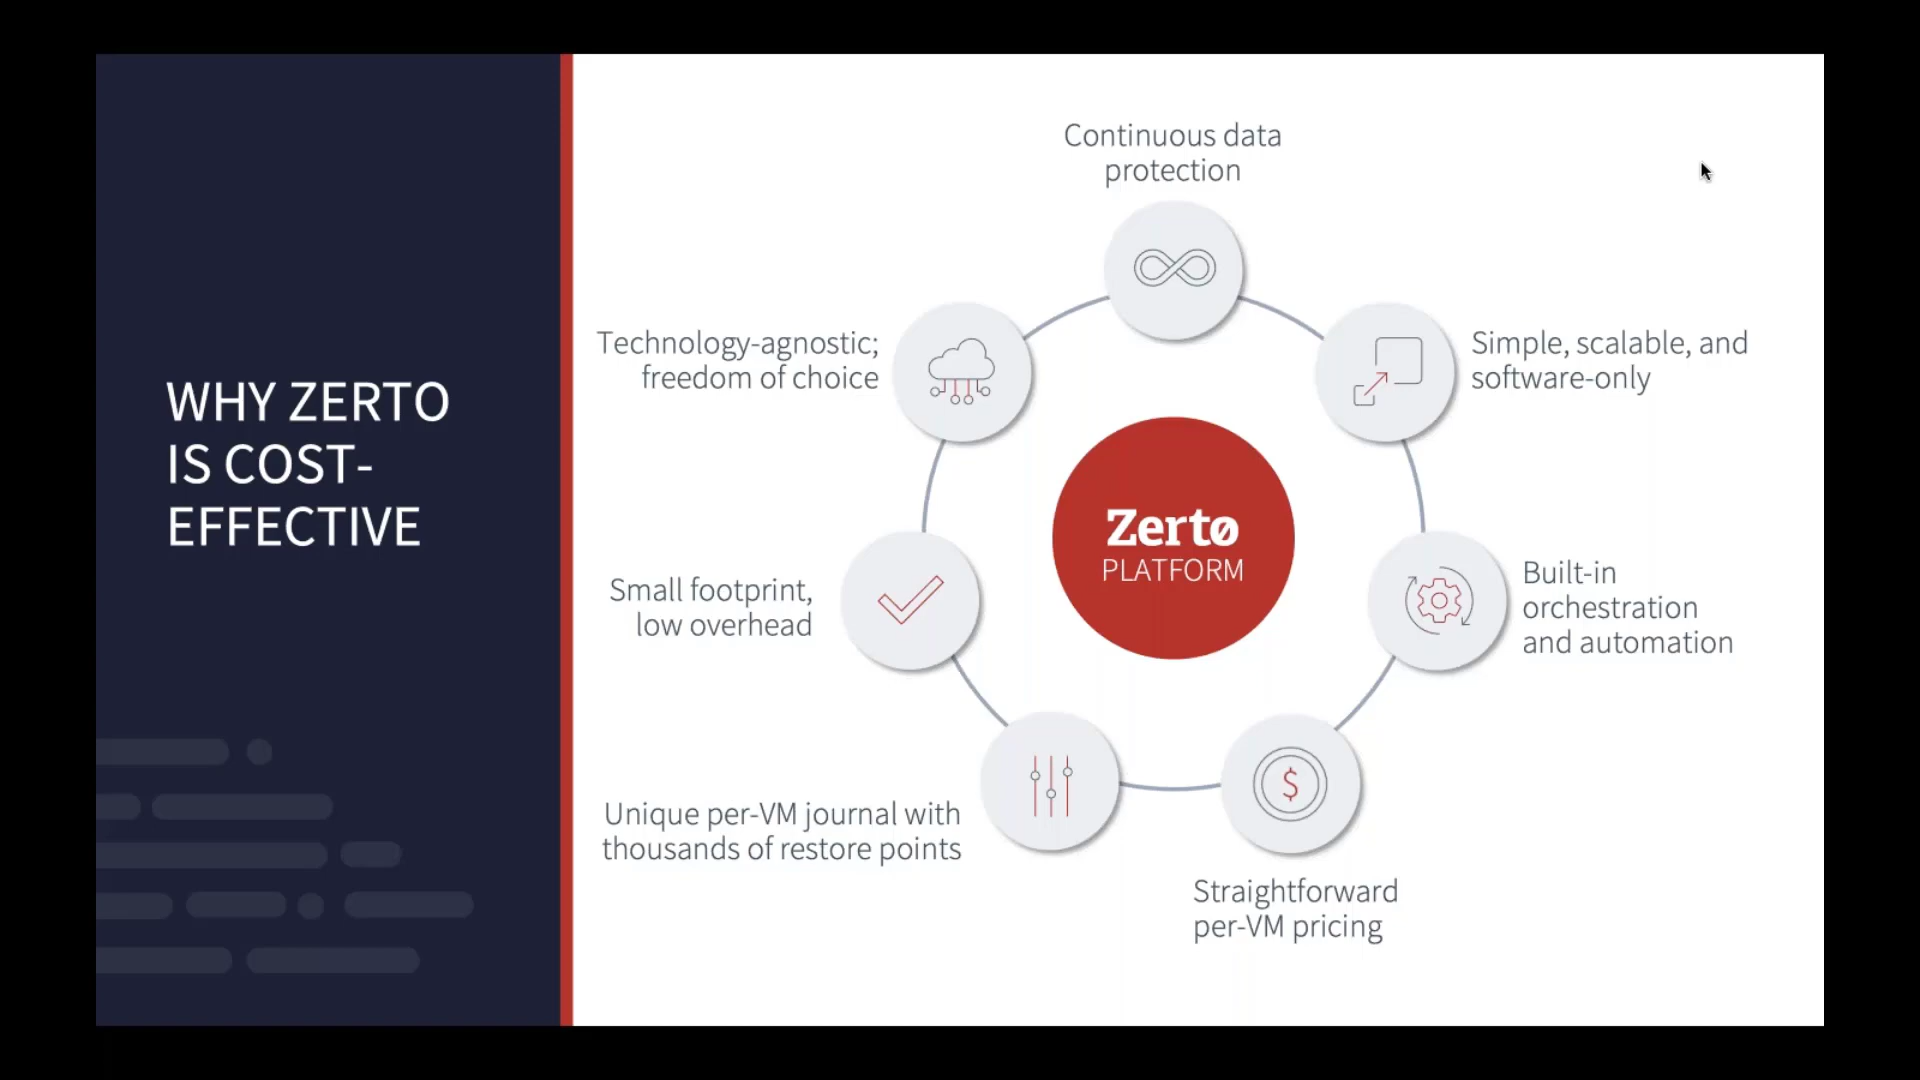 WHY ZERTO
IS COST-
EFFECTIVE
Continuous data
protection
Simple, scalable, and
software-only
Built-in
orchestration
and automation
Straightforward
per-VM pricing
$
Unique per-VM journal with
thousands of restore points
Small footprint,
low overhead
Technology-agnostic;
freedom of choice
Zerto
PLATFORM